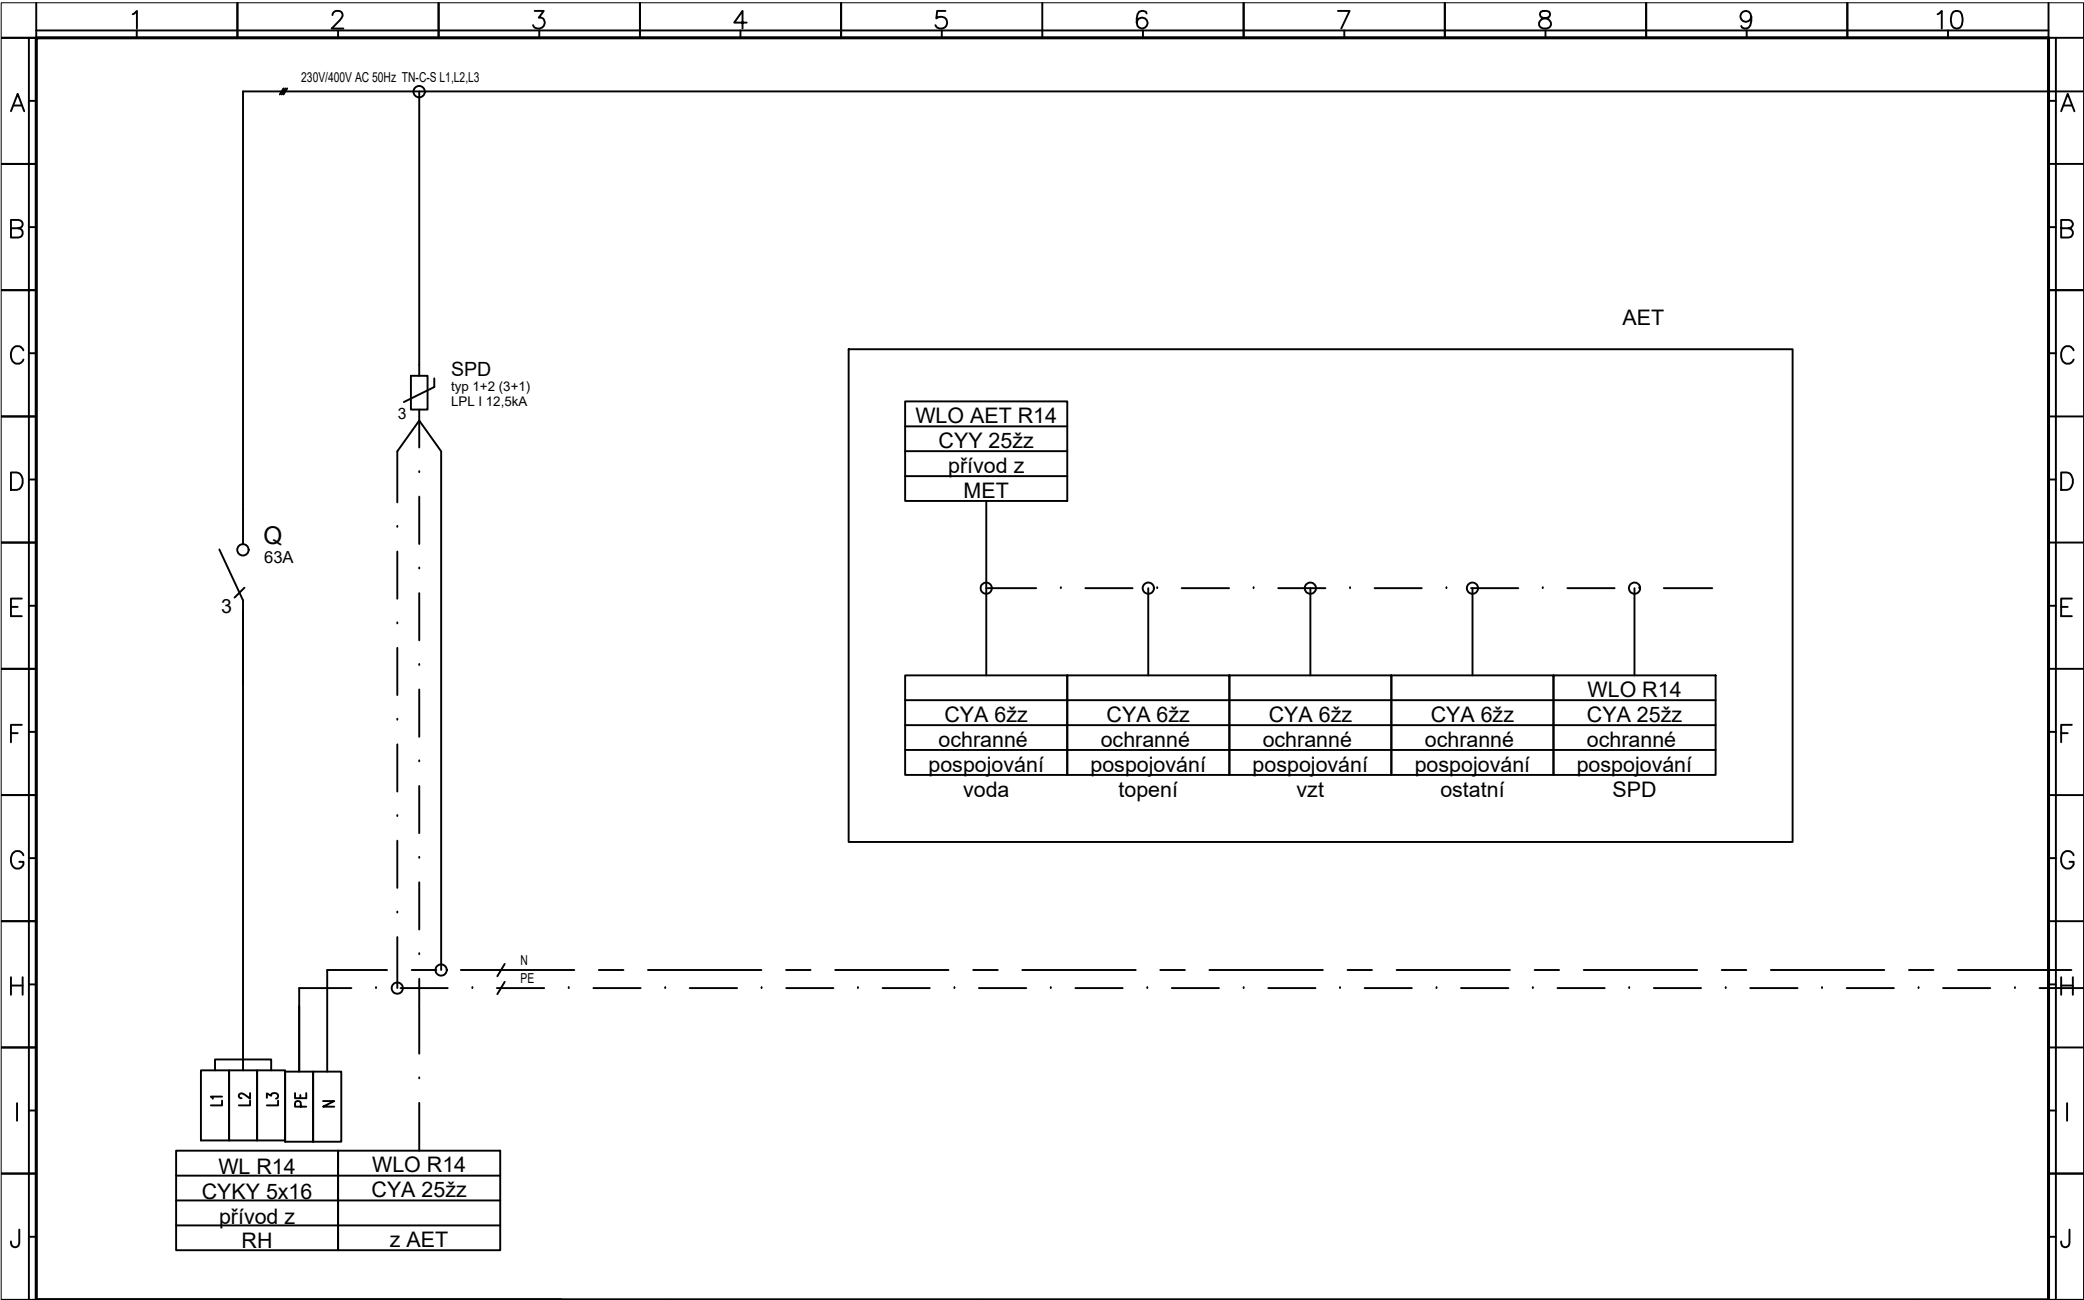 1 2 3 4 5 6 7 8 9 10
230V/400V AC 50Hz TN-C-S L1,L2,L3
A A
B B
AET
C C
SPD
typ 1+2 (3+1)
LPL I 12,5kA
3
WLO AET R14
CYY 25žz
přívod z
MET
D D
Q
63A
3
E E
WLO R14
CYA 6žz CYA 6žz CYA 6žz CYA 6žz CYA 25žz
F F
ochranné ochranné ochranné ochranné ochranné
pospojování pospojování pospojování pospojování pospojování
voda topení vzt ostatní SPD
G G
N
PE
H H
L1 L2 L3 PE N
I I
WL R14 WLO R14
CYKY 5x16 CYA 25žz
přívod z
RH z AET
J J